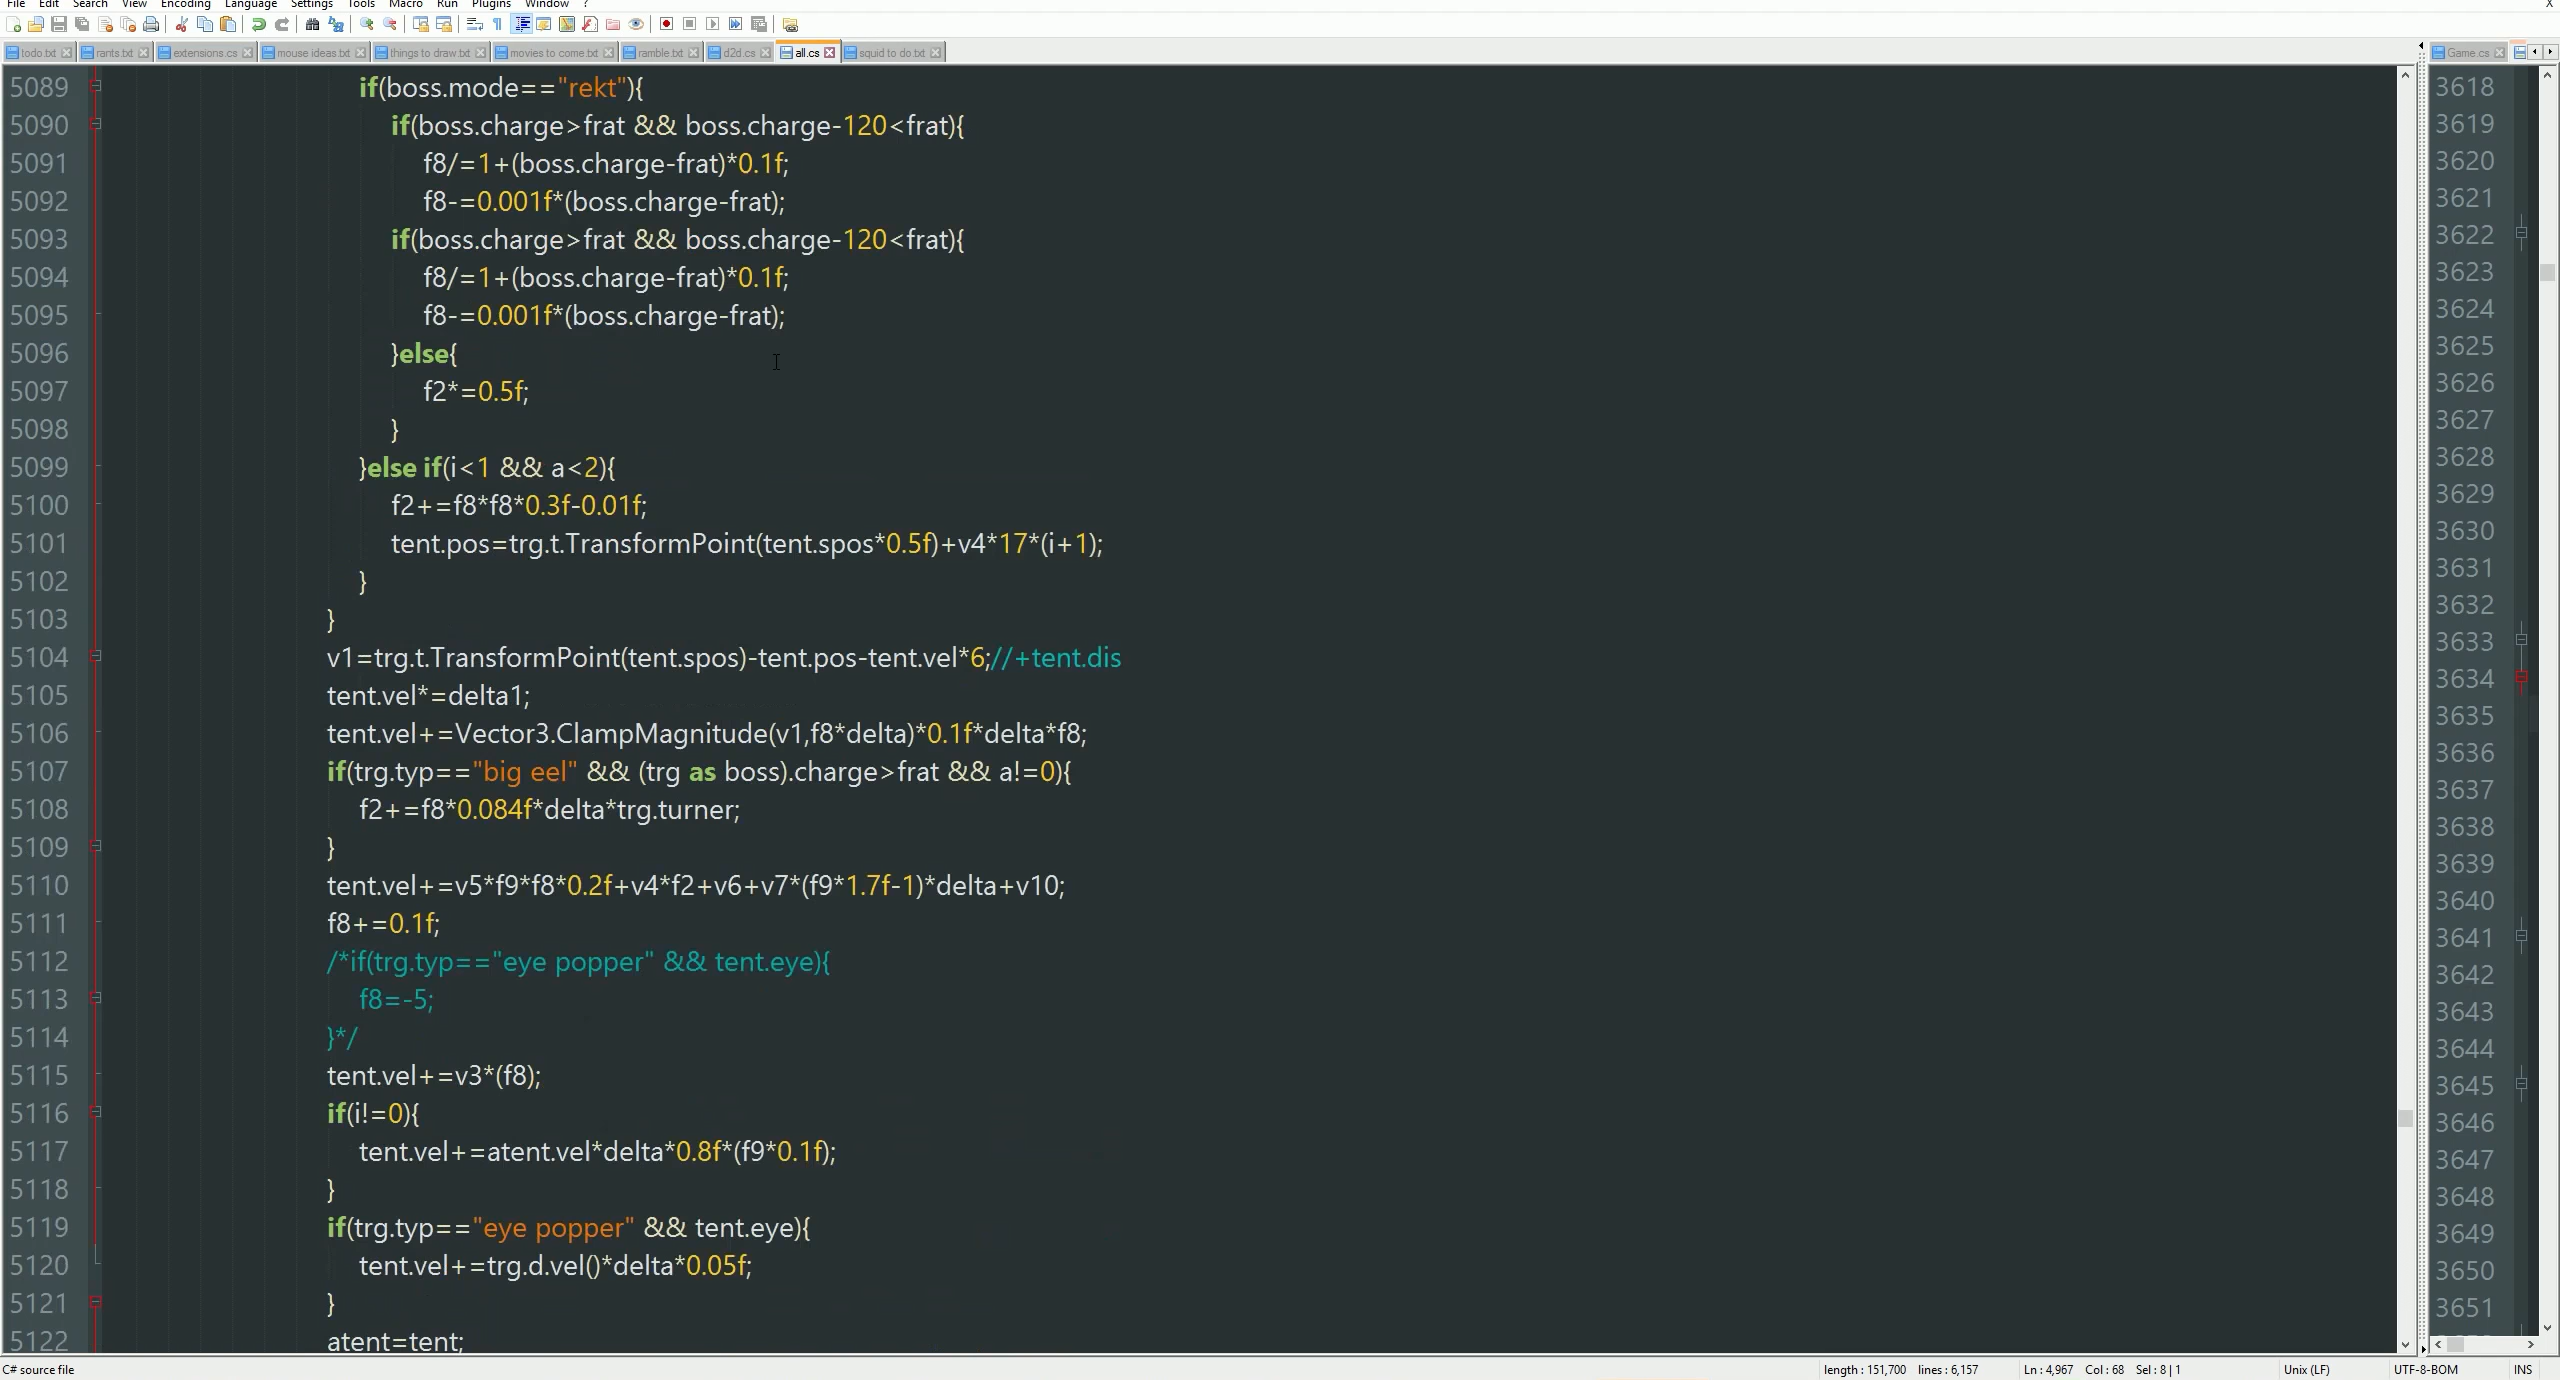 File Edit Search View Encoding Language Settings Tools Macro Run Plugins Window ? X
todo.txt rants.txt extensions.cs mouse ideas.txt things to draw.txt movies to come.txt ramble.txt d2d.cs all.cs squid to do.txt Game.cs
5089 if(boss.mode=="rekt"){
5090 if(boss.charge>frat && boss.charge-120<frat){
5091 f8/=1+(boss.charge-frat)*0.1f;
5092 f8-=0.001f*(boss.charge-frat);
5093 if(boss.charge>frat && boss.charge-120<frat){
5094 f8/=1+(boss.charge-frat)*0.1f;
5095 f8-=0.001f*(boss.charge-frat);
5096 }else{
5097 f2*=0.5f;
5098 }
5099 }else if(i<1 && a<2){
5100 f2+=f8*f8*0.3f-0.01f;
5101 tent.pos=trg.t.TransformPoint(tent.spos*0.5f)+v4*17*(i+1);
5102 }
5103 }
5104 v1=trg.t.TransformPoint(tent.spos)-tent.pos-tent.vel*6;//+tent.dis
5105 tent.vel*=delta1;
5106 tent.vel+=Vector3.ClampMagnitude(v1,f8*delta)*0.1f*delta*f8;
5107 if(trg.typ=="big eel" && (trg as boss).charge>frat && a!=0){
5108 f2+=f8*0.084f*delta*trg.turner;
5109 }
5110 tent.vel+=v5*f9*f8*0.2f+v4*f2+v6+v7*(f9*1.7f-1)*delta+v10;
5111 f8+=0.1f;
5112 /*if(trg.typ=="eye popper" && tent.eye){
5113 f8=-5;
5114 }*/
5115 tent.vel+=v3*(f8);
5116 if(i!=0){
5117 tent.vel+=atent.vel*delta*0.8f*(f9*0.1f);
5118 }
5119 if(trg.typ=="eye popper" && tent.eye){
5120 tent.vel+=trg.d.vel()*delta*0.05f;
5121 }
5122 atent=tent;
3618
3619
3620
3621
3622
3623
3624
3625
3626
3627
3628
3629
3630
3631
3632
3633
3634
3635
3636
3637
3638
3639
3640
3641
3642
3643
3644
3645
3646
3647
3648
3649
3650
3651
C# source file length : 151,700 lines : 6,157 Ln : 4,967 Col : 68 Sel : 8 | 1 Unix (LF) UTF-8-BOM INS